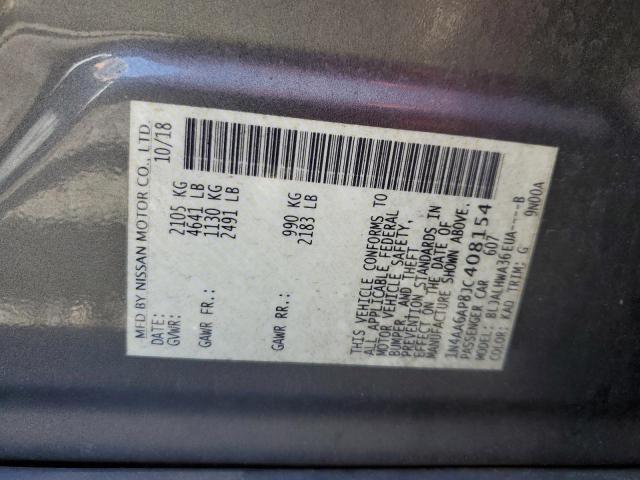 MFD BY NISSAN MOTOR CO., LTD
DATE: 10/18
GVWR: 2105 KG
4641 LB
GAWR FR: 1130 KG
2491 LB
GAWR RR: 990 KG
2183 LB
THIS VEHICLE CONFORMS TO
ALL APPLICABLE FEDERAL
MOTOR VEHICLE SAFETY,
BUMPER, AND THEFT
PREVENTION STANDARDS IN
EFFECT ON THE DATE OF
MANUFACTURE SHOWN ABOVE.
1N4AA6AP8JC408154
PASSENGER CAR 607
MODEL: BLJALHWA36EUA----B
COLOR: KAD TRIM: G 9N00A